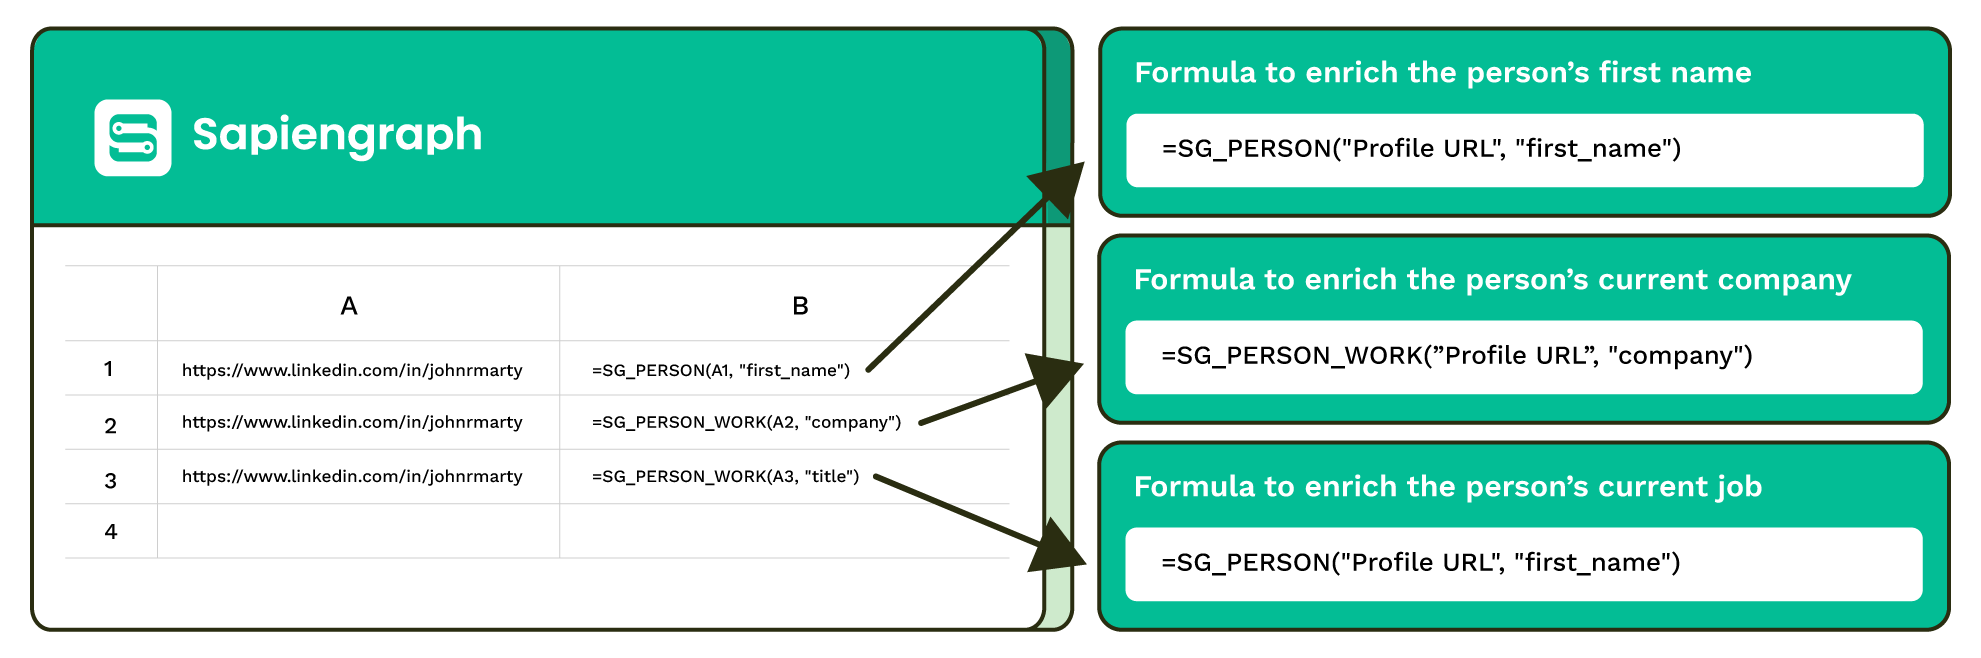 Sapiengraph
A B
1 https://www.linkedin.com/in/johnrmarty =SG_PERSON(A1, "first_name")
2 https://www.linkedin.com/in/johnrmarty =SG_PERSON_WORK(A2, "company")
3 https://www.linkedin.com/in/johnrmarty =SG_PERSON_WORK(A3, "title")
4
Formula to enrich the person’s first name
=SG_PERSON("Profile URL", "first_name")
Formula to enrich the person’s current company
=SG_PERSON_WORK(”Profile URL”, "company")
Formula to enrich the person’s current job
=SG_PERSON("Profile URL", "first_name")